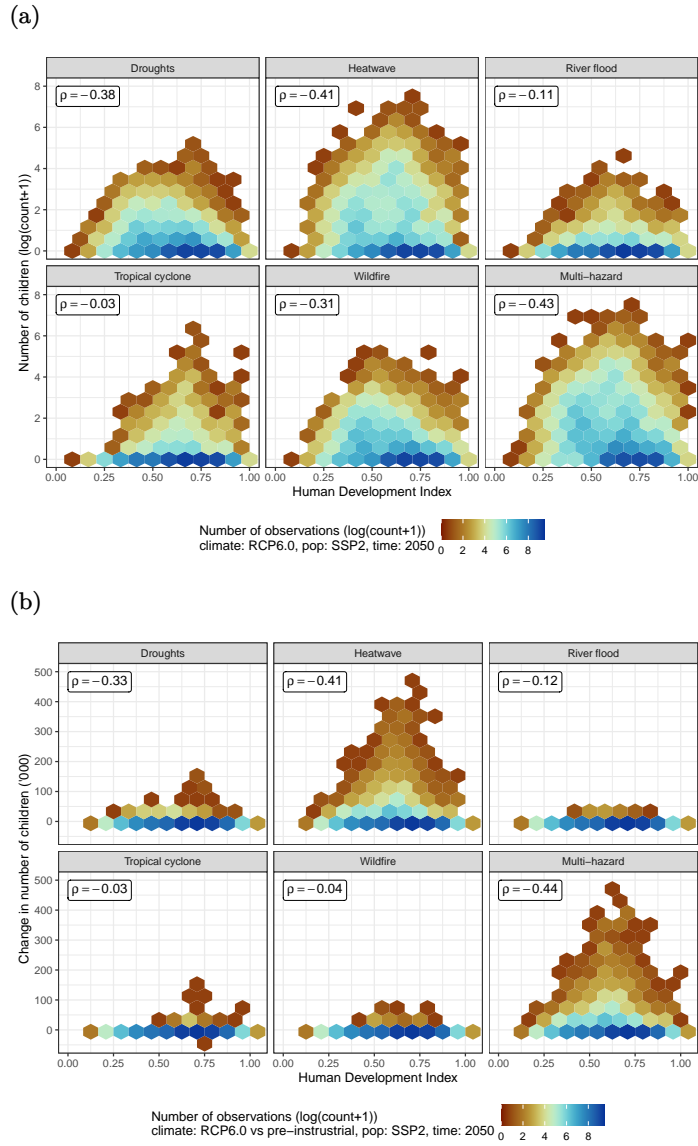 (a)
Droughts Heatwave River flood
ρ = −0.38 ρ = −0.41 ρ = −0.11
8
6
4
2
0
Tropical cyclone Wildfire Multi−hazard
ρ = −0.03 ρ = −0.31 ρ = −0.43
8
6
4
2
0
0.00 0.25 0.50 0.75 1.00 0.00 0.25 0.50 0.75 1.00 0.00 0.25 0.50 0.75 1.00
Number of children (log(count+1))
Human Development Index
Number of observations (log(count+1))
climate: RCP6.0, pop: SSP2, time: 2050
0 2 4 6 8
(b)
Droughts Heatwave River flood
ρ = −0.33 ρ = −0.41 ρ = −0.12
500
400
300
200
100
0
Tropical cyclone Wildfire Multi−hazard
ρ = −0.03 ρ = −0.04 ρ = −0.44
500
400
300
200
100
0
0.00 0.25 0.50 0.75 1.00 0.00 0.25 0.50 0.75 1.00 0.00 0.25 0.50 0.75 1.00
Change in number of children ('000)
Human Development Index
Number of observations (log(count+1))
climate: RCP6.0 vs pre−instrustrial, pop: SSP2, time: 2050
0 2 4 6 8